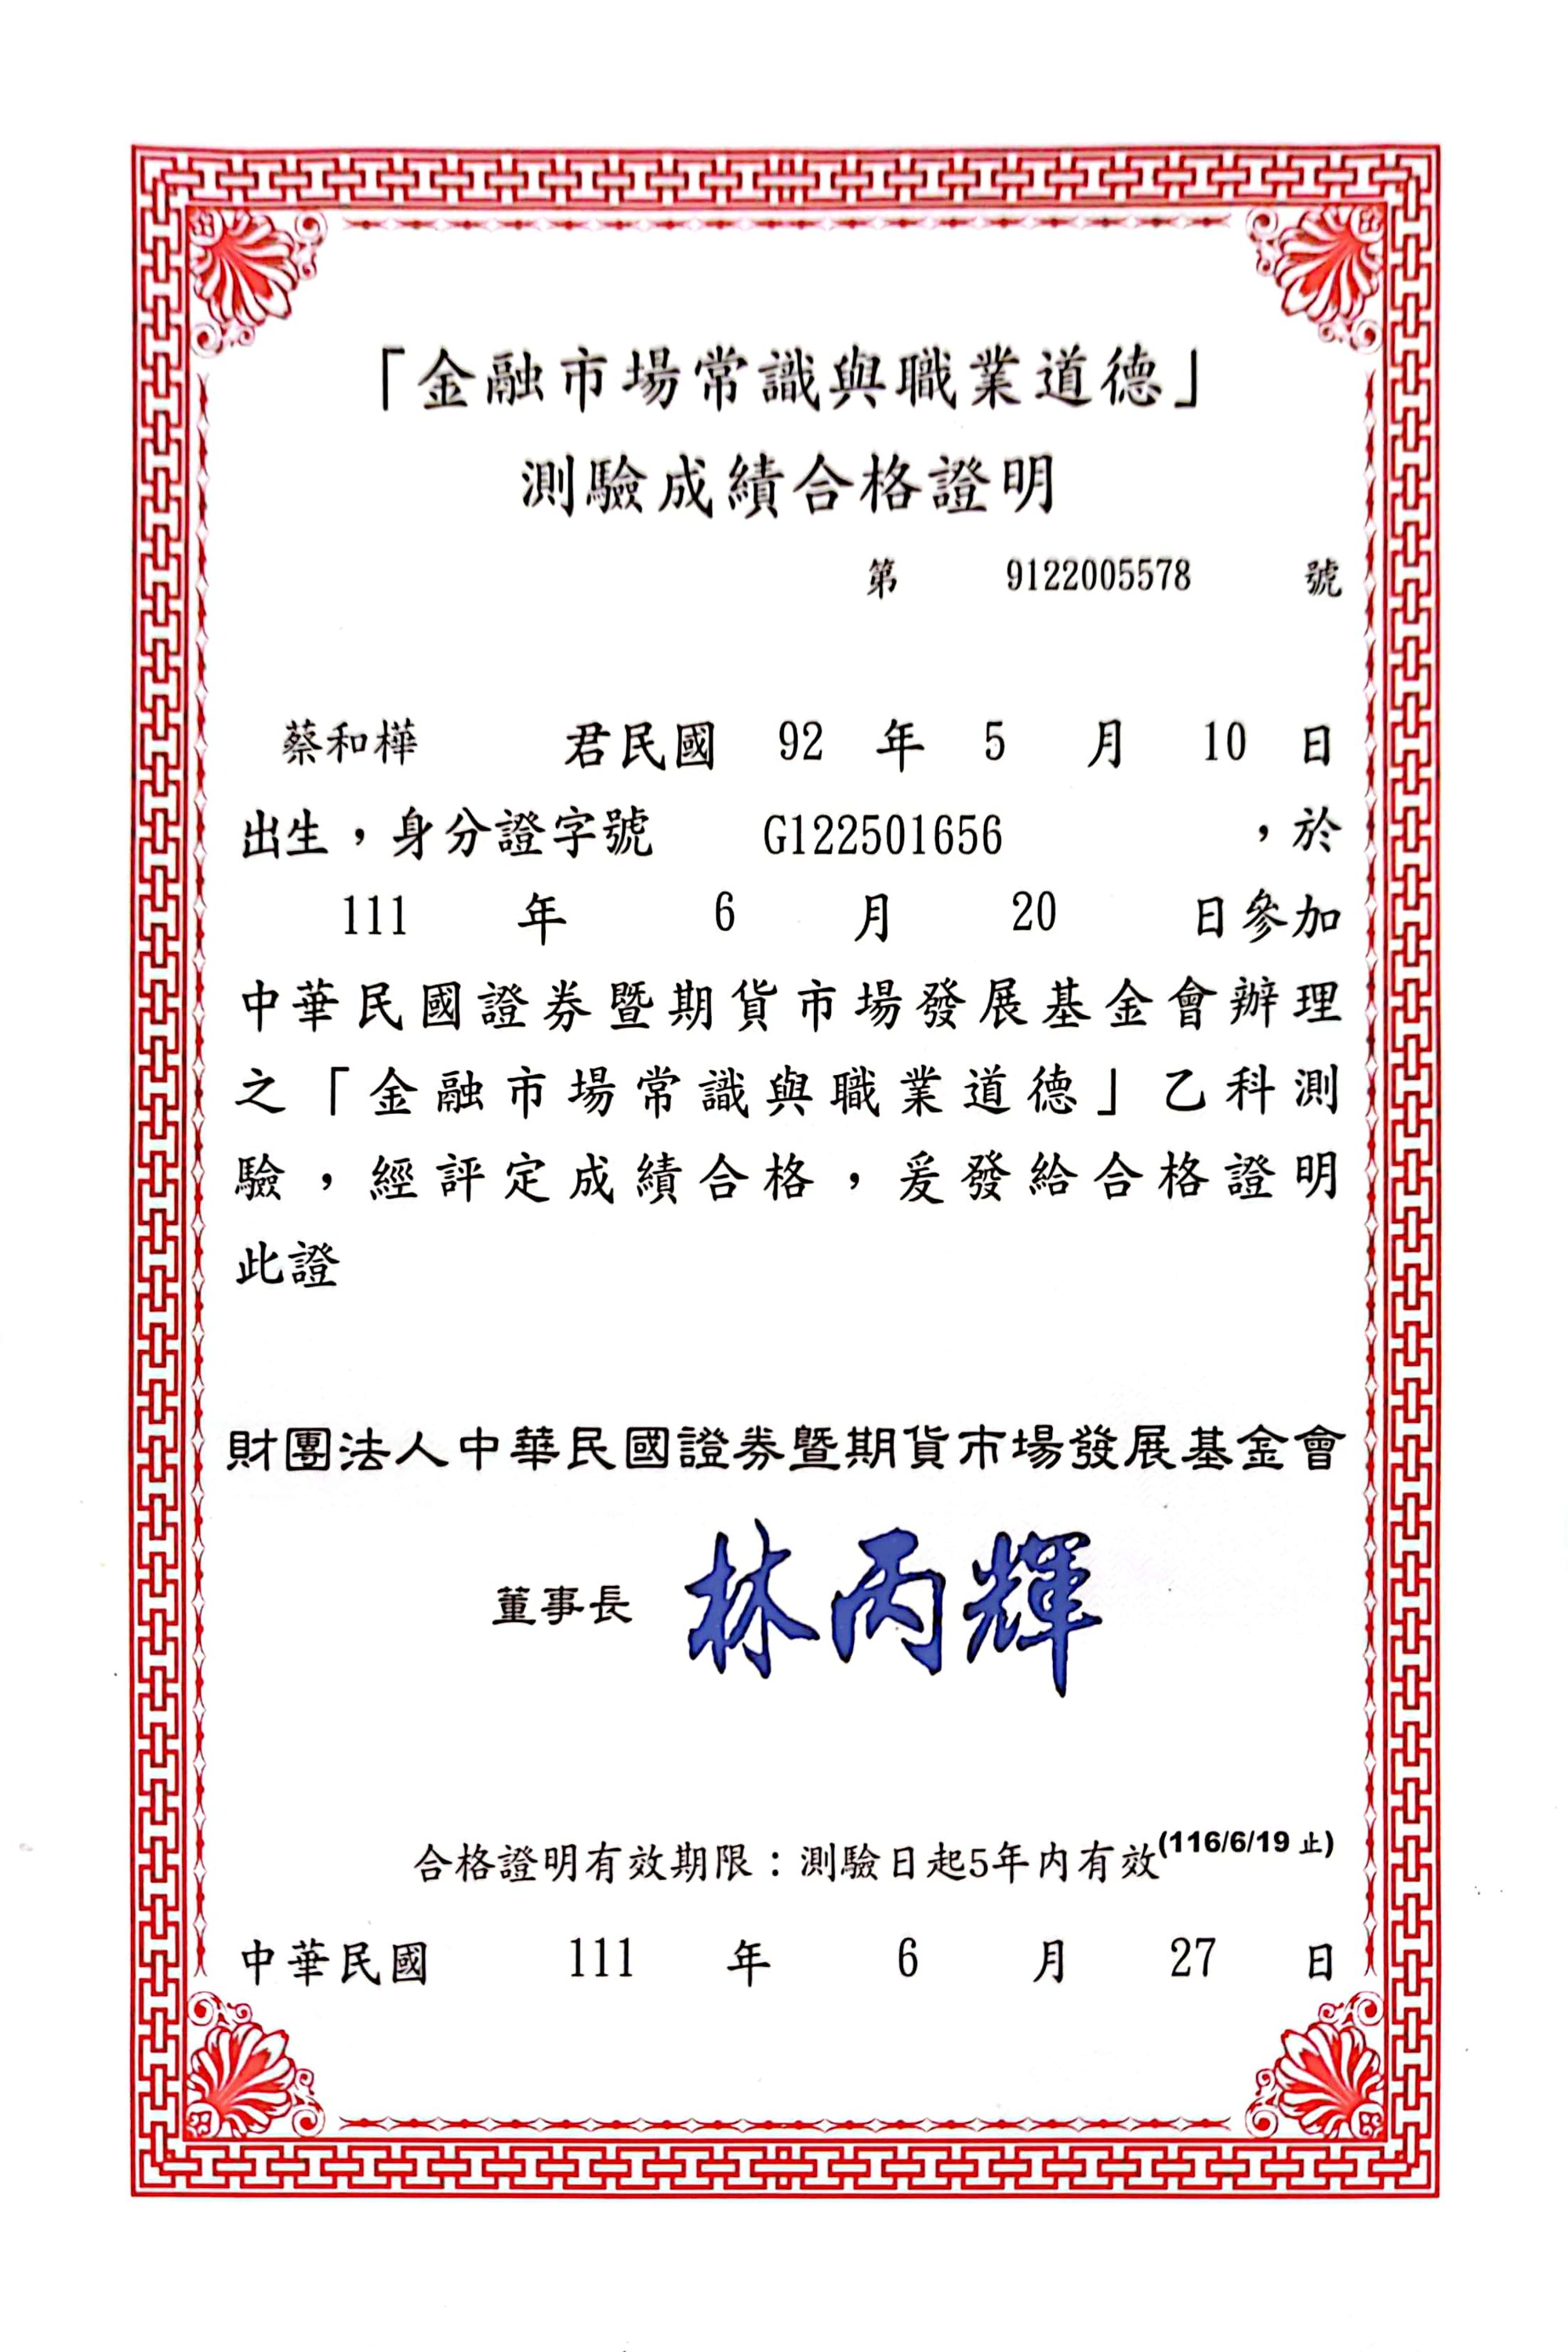 「金融市場常識與職業道德」
測驗成績合格證明
第 9122005578 號
蔡和樺 君民國 92 年 5 月 10 日
出生，身分證字號 G122501656 ，於
111 年 6 月 20 日參加
中華民國證券暨期貨市場發展基金會辦理
之「金融市場常識與職業道德」乙科測
驗，經評定成績合格，爰發給合格證明
此證
財團法人中華民國證券暨期貨市場發展基金會
董事長 林丙輝
合格證明有效期限：測驗日起5年內有效(116/6/19 止)
中華民國 111 年 6 月 27 日